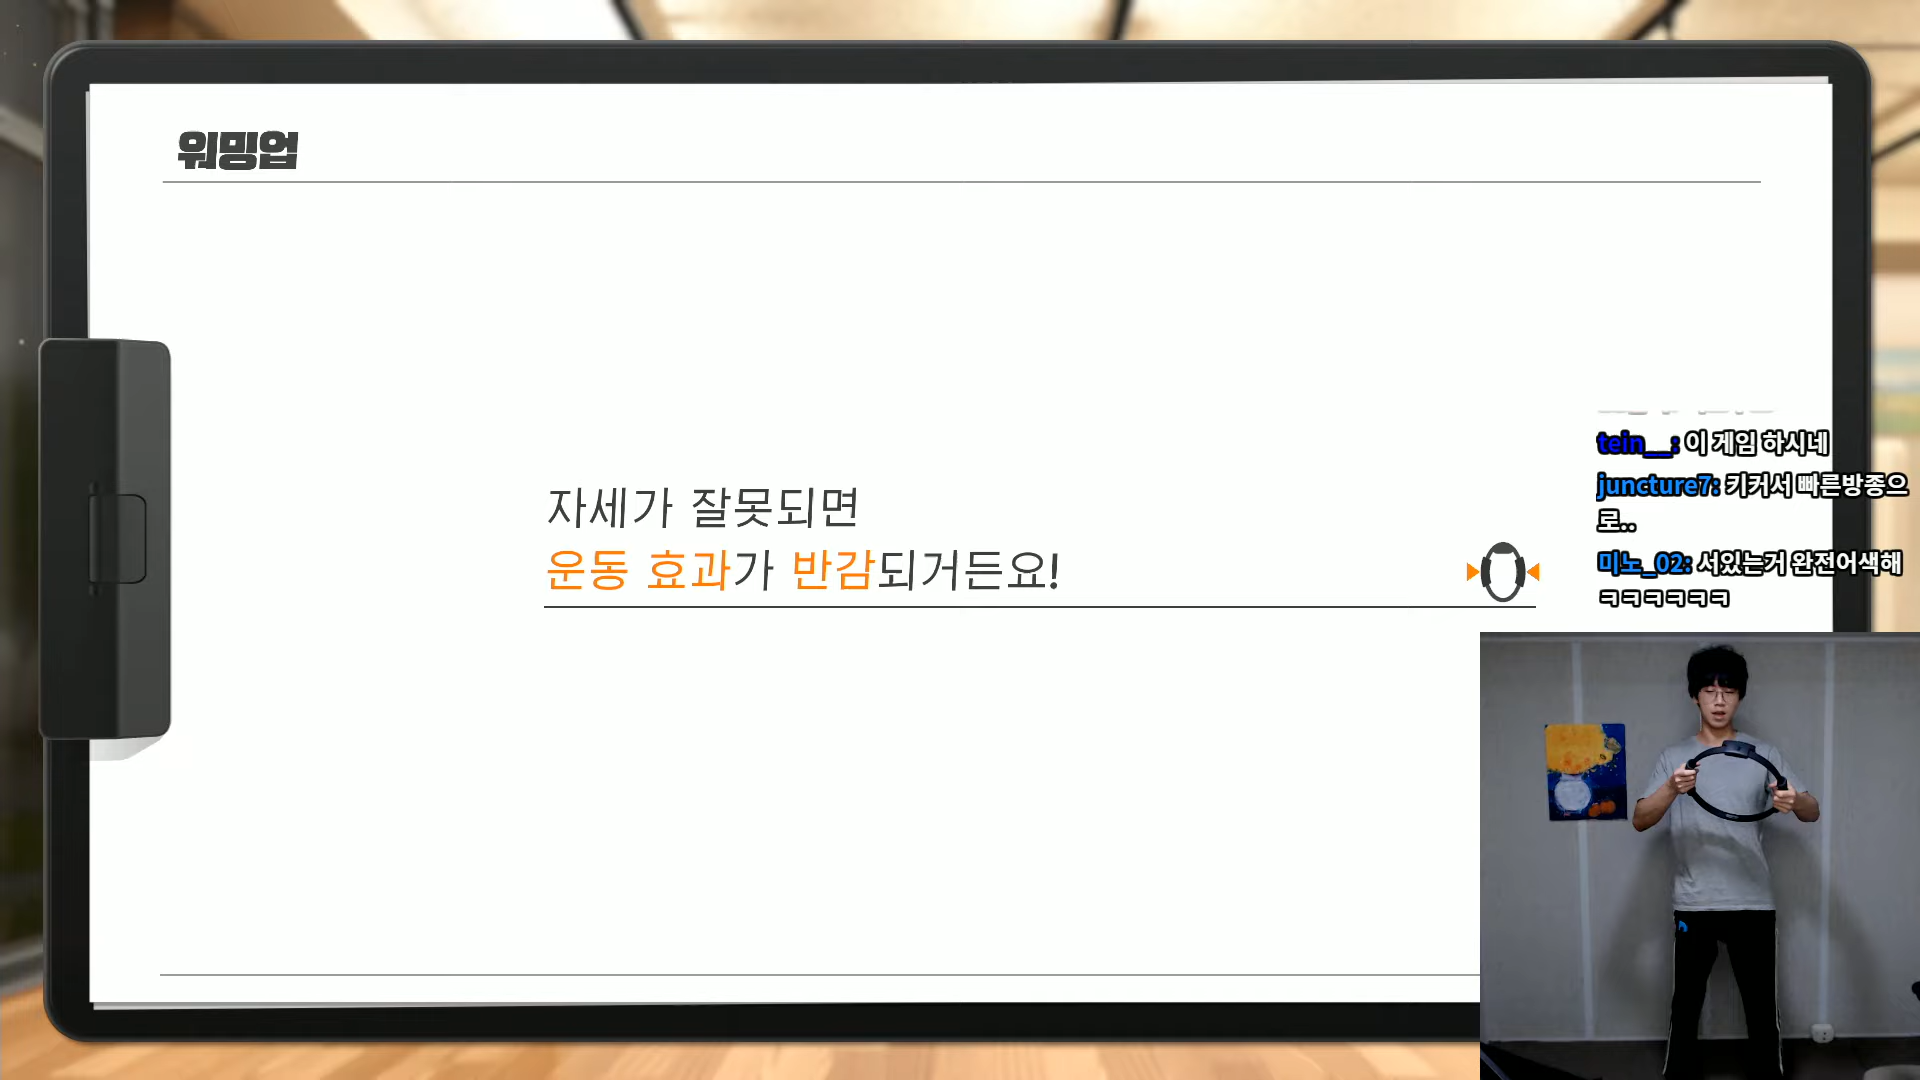 워밍업
자세가 잘못되면
운동 효과가 반감되거든요!
tein__: 이 게임 하시네
juncture7: 키커서 빠른방종으
로..
미노_02: 서있는거 완전어색해
ㅋㅋㅋㅋㅋㅋ